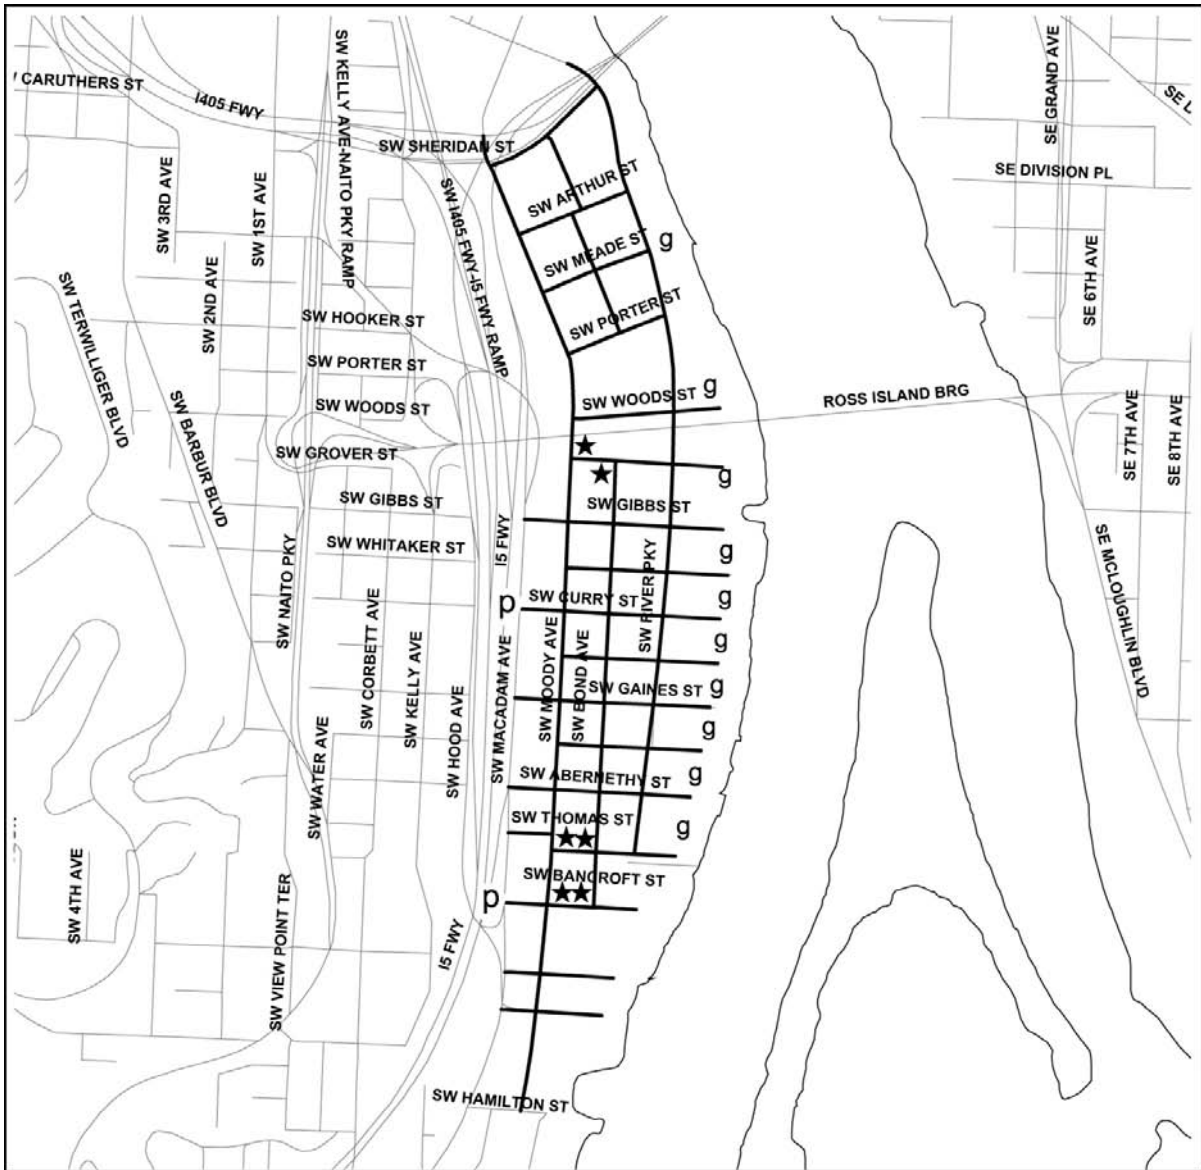 SW KELLY AVE-NAITO PKY RAMP
SE GRAND AVE
CARUTHERS ST
I405 FWY
SE L
SW SHERIDAN ST
SE DIVISION PL
SW 3RD AVE
SW 1ST AVE
SW I405 FWY-I5 FWY RAMP
SW ARTHUR ST
SW MEADE ST
g
SE 6TH AVE
SW 2ND AVE
SW TERWILLIGER BLVD
SW HOOKER ST
SW PORTER ST
SW PORTER ST
SW BARBUR BLVD
SW WOODS ST
SW WOODS ST
g
ROSS ISLAND BRG
SE 7TH AVE
SE 8TH AVE
SW GROVER ST
g
SW GIBBS ST
SW GIBBS ST
SW WHITAKER ST
I5 FWY
g
SW NAITO PKY
SW RIVER PKY
SE MCLOUGHLIN BLVD
p
SW CURRY ST
g
SW CORBETT AVE
SW KELLY AVE
SW MOODY AVE
SW BOND AVE
g
SW HOOD AVE
SW MACADAM AVE
SW GAINES ST
g
g
SW WATER AVE
SW ABERNETHY ST
g
SW THOMAS ST
g
SW 4TH AVE
SW VIEW POINT TER
SW BANCROFT ST
p
I5 FWY
SW HAMILTON ST